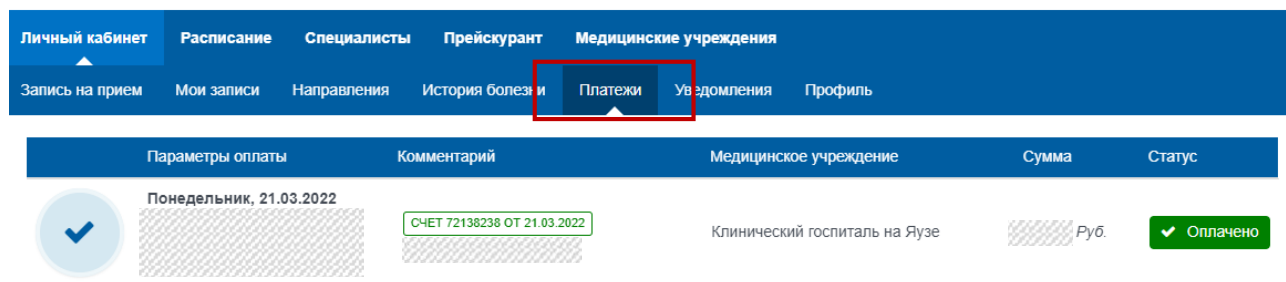 Личный кабинет Расписание Специалисты Прейскурант Медицинские учреждения
Запись на прием Мои записи Направления История болезни Платежи Уведомления Профиль
Параметры оплаты Комментарий Медицинское учреждение Сумма Статус
Понедельник, 21.03.2022
СЧЕТ 72138238 ОТ 21.03.2022
Клинический госпиталь на Яузе Руб. Оплачено